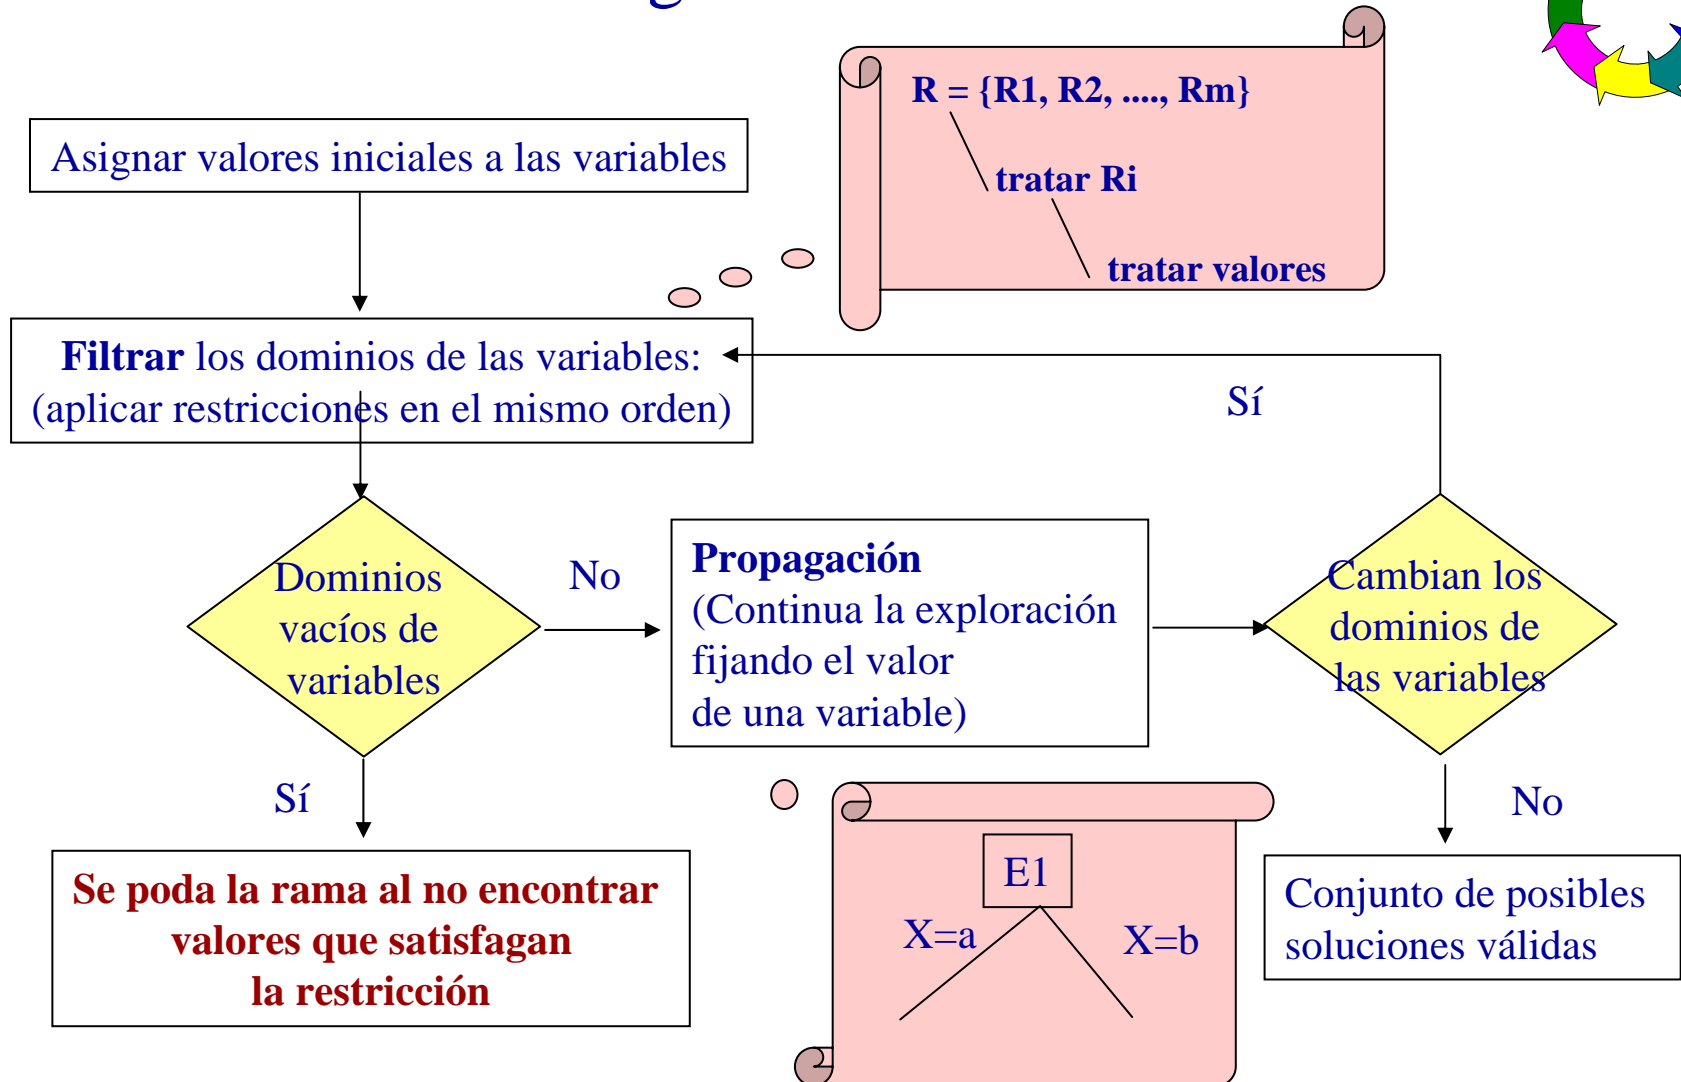 R = {R1, R2, ...., Rm}
tratar Ri
tratar valores
Asignar valores iniciales a las variables
Filtrar los dominios de las variables:
(aplicar restricciones en el mismo orden)
Sí
Dominios
vacíos de
variables
No
Propagación
(Continua la exploración
fijando el valor
de una variable)
Cambian los
dominios de
las variables
Sí
No
Se poda la rama al no encontrar
valores que satisfagan
la restricción
E1
X=a
X=b
Conjunto de posibles
soluciones válidas